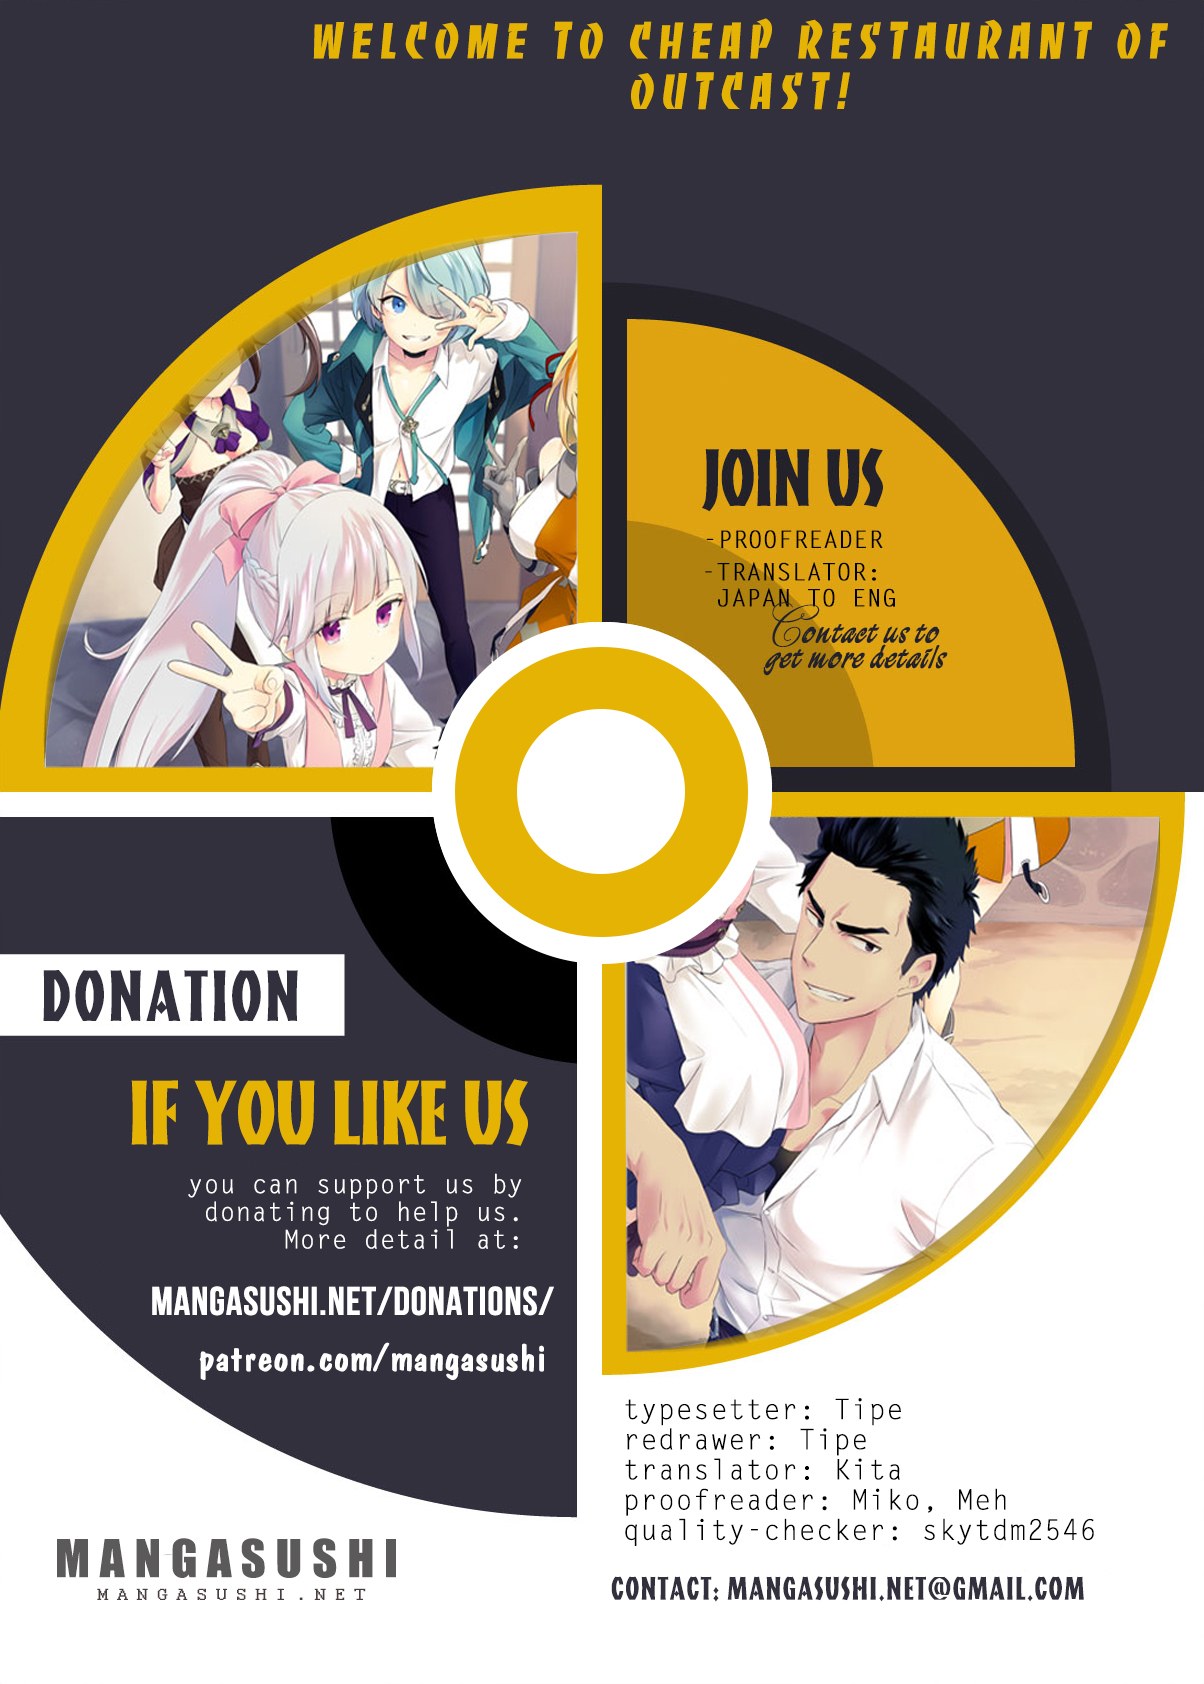 WELCOME TO CHEAP RESTAURANT OF
OUTCAST!
JOIN US
-PROOFREADER
-TRANSLATOR:
JAPAN TO ENG
Contact us to
get more details
DONATION
IF YOU LIKE US
you can support us by
donating to help us.
More detail at:
MANGASUSHI.NET/DONATIONS/
patreon.com/mangasushi
typesetter: Tipe
redrawer: Tipe
translator: Kita
proofreader: Miko, Meh
quality-checker: skytdm2546
CONTACT: MANGASUSHI.NET@GMAIL.COM
MANGASUSHI
MANGASUSHI.NET